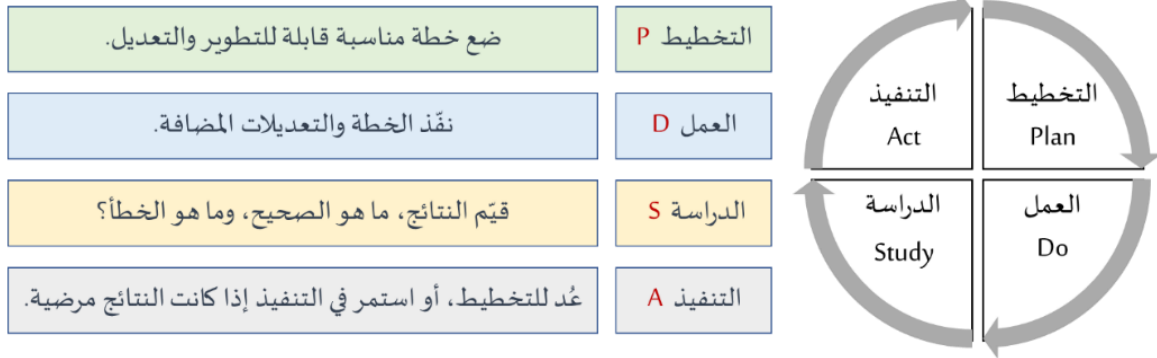 التخطيط P
ضع خطة مناسبة قابلة للتطوير والتعديل.
العمل D
نفّذ الخطة والتعديلات المضافة.
الدراسة S
قيّم النتائج، ما هو الصحيح، وما هو الخطأ؟
التنفيذ A
عُد للتخطيط، أو استمر في التنفيذ إذا كانت النتائج مرضية.
التخطيط
Plan
التنفيذ
Act
العمل
Do
الدراسة
Study